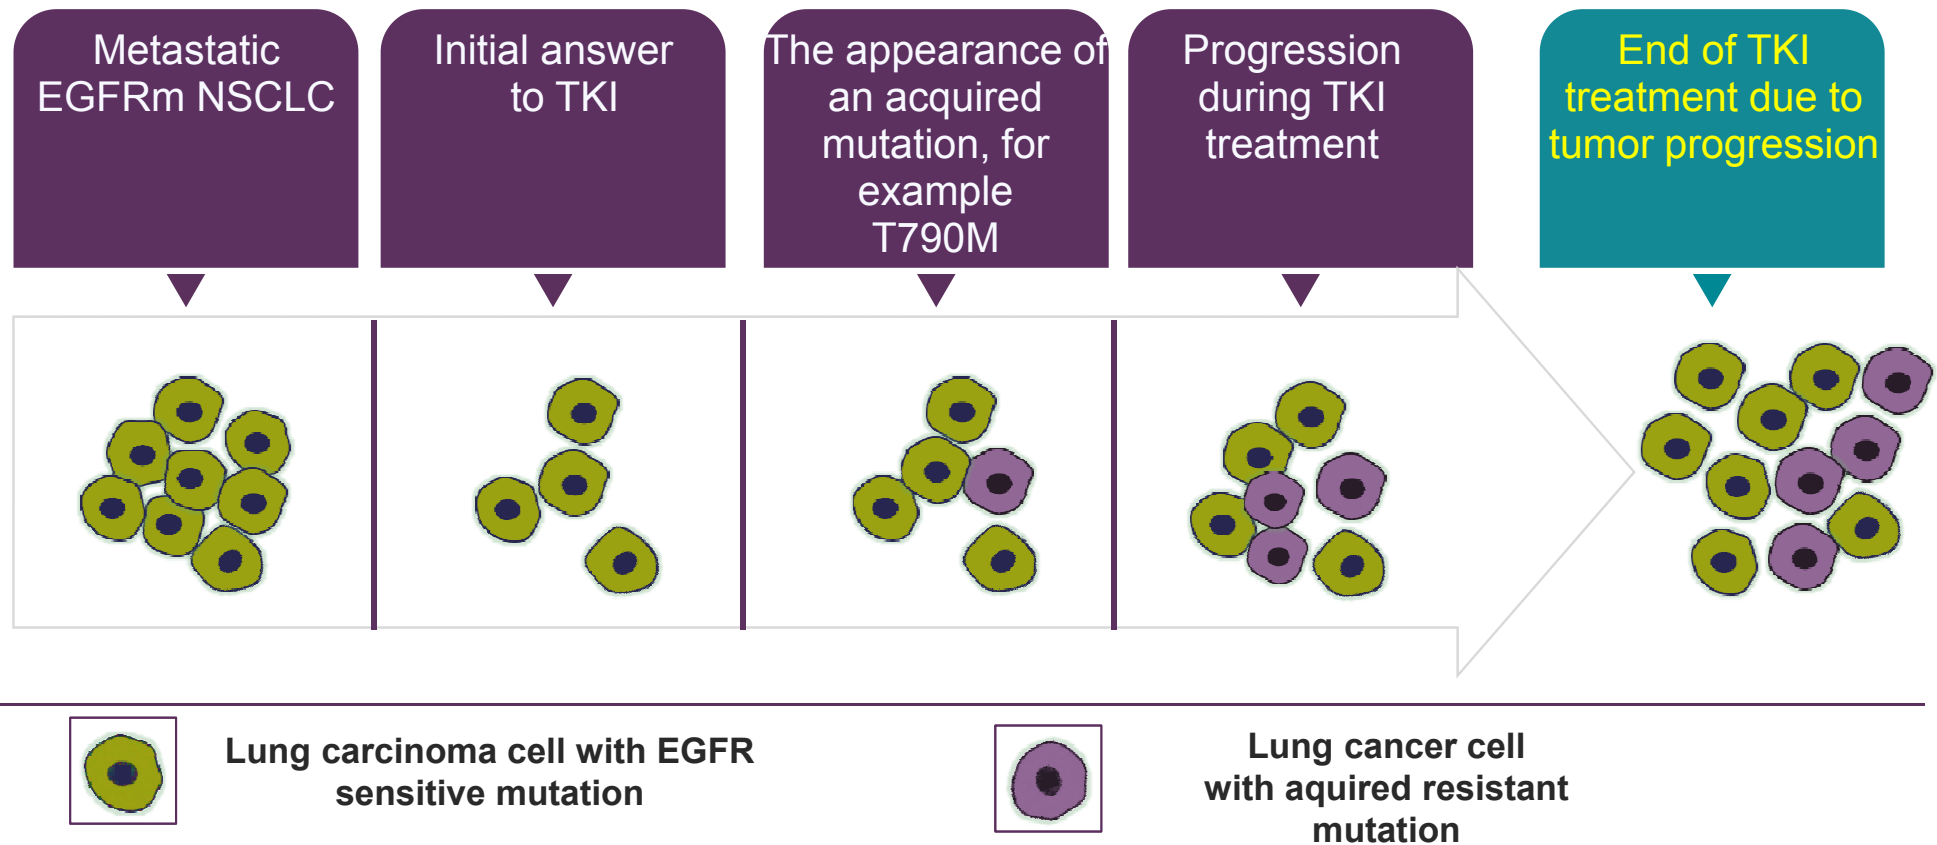 Metastatic
EGFRm NSCLC
Initial answer
to TKI
The appearance of
an acquired
mutation, for
example
T790M
Progression
during TKI
treatment
End of TKI
treatment due to
tumor progression
Lung carcinoma cell with EGFR
sensitive mutation
Lung cancer cell
with aquired resistant
mutation